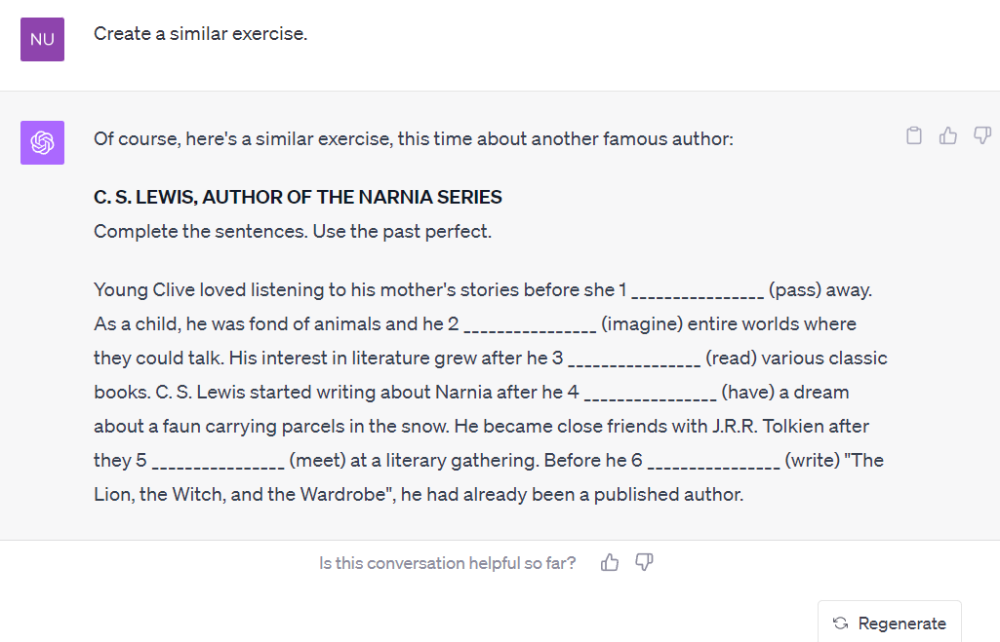 NU
Create a similar exercise.
Of course, here's a similar exercise, this time about another famous author:
C. S. LEWIS, AUTHOR OF THE NARNIA SERIES
Complete the sentences. Use the past perfect.
Young Clive loved listening to his mother's stories before she 1 ________________ (pass) away.
As a child, he was fond of animals and he 2 ________________ (imagine) entire worlds where
they could talk. His interest in literature grew after he 3 ________________ (read) various classic
books. C. S. Lewis started writing about Narnia after he 4 ________________ (have) a dream
about a faun carrying parcels in the snow. He became close friends with J.R.R. Tolkien after
they 5 ________________ (meet) at a literary gathering. Before he 6 ________________ (write) "The
Lion, the Witch, and the Wardrobe", he had already been a published author.
Is this conversation helpful so far?
Regenerate